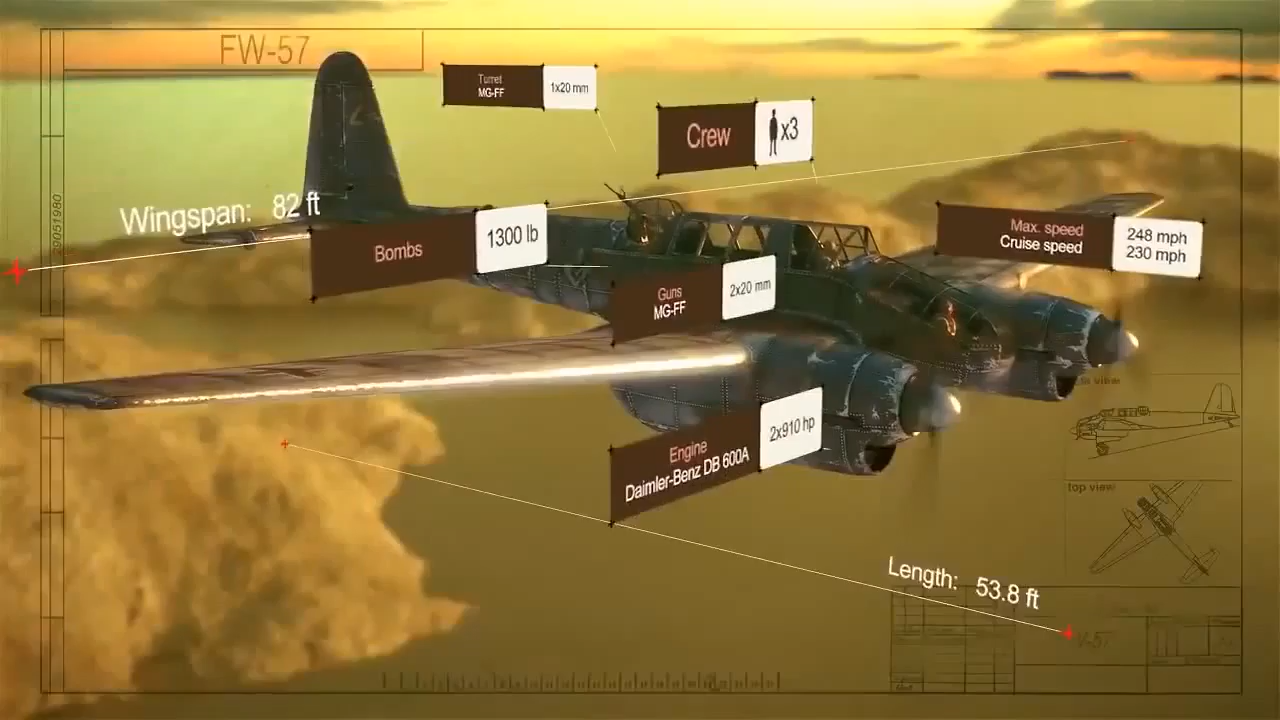 FW-57
Turret
MG-FF
1x20 mm
Crew
x3
Wingspan: 82 ft
Bombs
1300 lb
Max. speed
Cruise speed
248 mph
230 mph
Guns
MG-FF
2x20 mm
Engine
Daimler-Benz DB 600A
2x910 hp
view
top view
Length: 53.8 ft
9051980